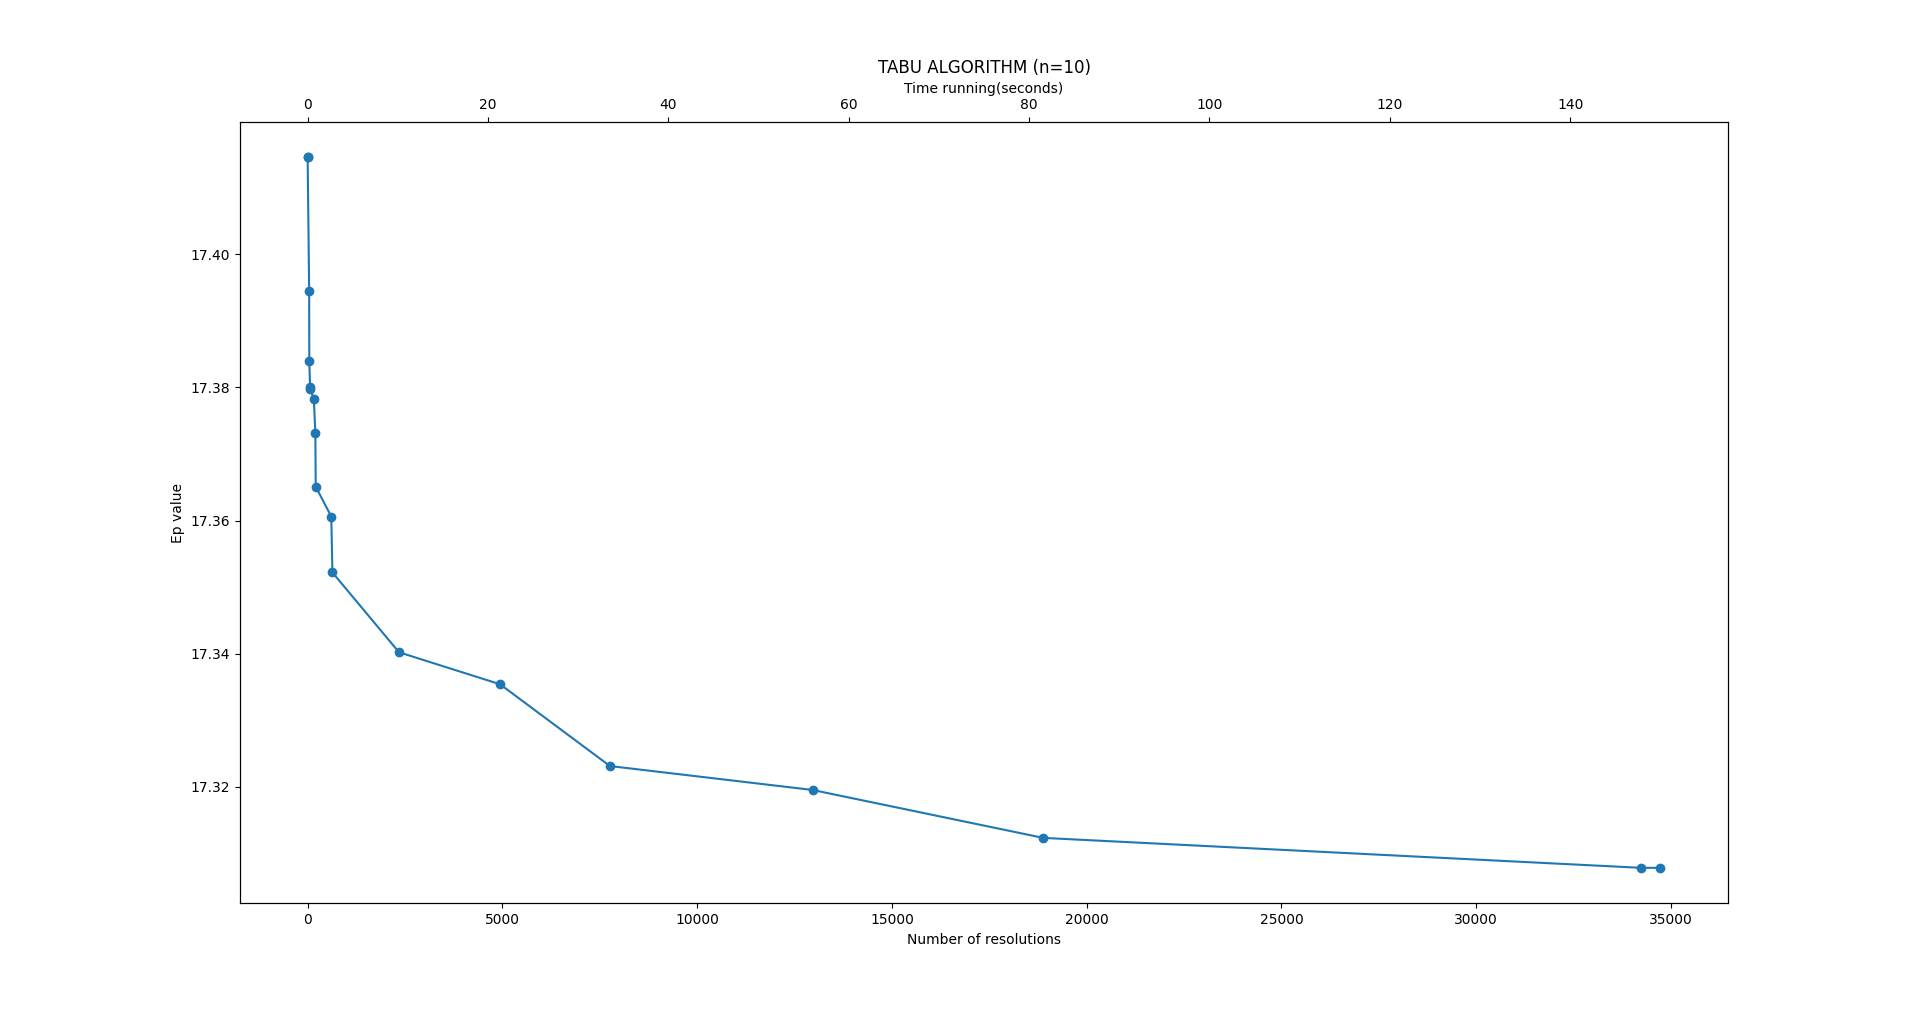 TABU ALGORITHM (n=10)
Time running(seconds)
0 20 40 60 80 100 120 140
17.40
17.38
17.36
17.34
17.32
Ep value
0 5000 10000 15000 20000 25000 30000 35000
Number of resolutions